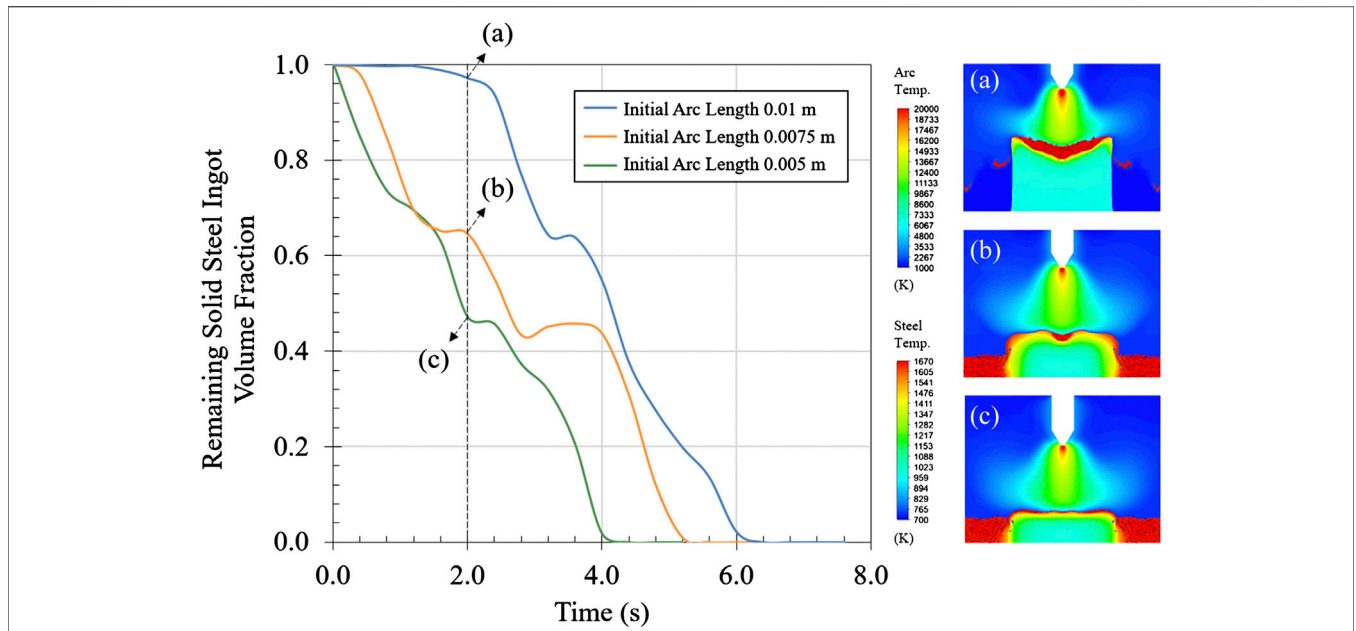 Remaining Solid Steel Ingot
Volume Fraction
1.0
0.8
0.6
0.4
0.2
0.0
0.0
2.0
4.0
6.0
8.0
Time (s)
(a)
(b)
(c)
Initial Arc Length 0.01 m
Initial Arc Length 0.0075 m
Initial Arc Length 0.005 m
Arc
Temp.
20000
18733
17467
16200
14933
13667
12400
11133
9867
8600
7333
6067
4800
3533
2267
1000
(K)
Steel
Temp.
1670
1605
1541
1476
1411
1347
1282
1217
1153
1088
1023
959
894
829
765
700
(K)
(a)
(b)
(c)